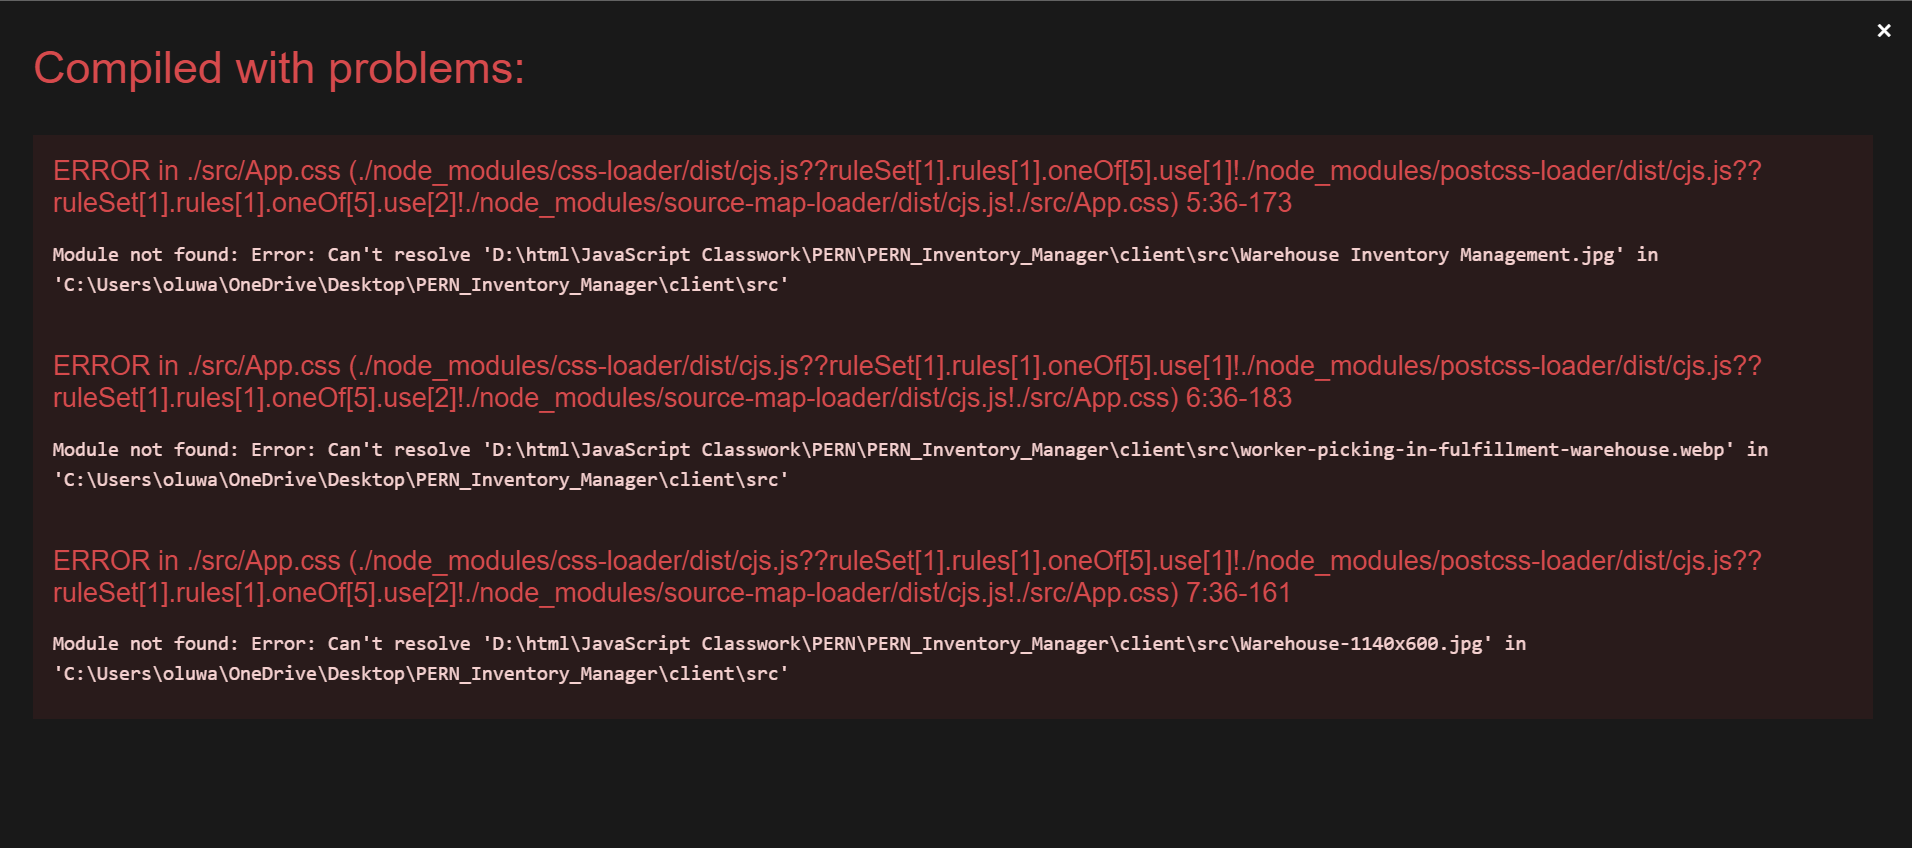 ×
Compiled with problems:
ERROR in ./src/App.css (./node_modules/css-loader/dist/cjs.js??ruleSet[1].rules[1].oneOf[5].use[1]!./node_modules/postcss-loader/dist/cjs.js??
ruleSet[1].rules[1].oneOf[5].use[2]!./node_modules/source-map-loader/dist/cjs.js!./src/App.css) 5:36-173
Module not found: Error: Can't resolve 'D:\html\JavaScript Classwork\PERN\PERN_Inventory_Manager\client\src\Warehouse Inventory Management.jpg' in
'C:\Users\oluwa\OneDrive\Desktop\PERN_Inventory_Manager\client\src'
ERROR in ./src/App.css (./node_modules/css-loader/dist/cjs.js??ruleSet[1].rules[1].oneOf[5].use[1]!./node_modules/postcss-loader/dist/cjs.js??
ruleSet[1].rules[1].oneOf[5].use[2]!./node_modules/source-map-loader/dist/cjs.js!./src/App.css) 6:36-183
Module not found: Error: Can't resolve 'D:\html\JavaScript Classwork\PERN\PERN_Inventory_Manager\client\src\worker-picking-in-fulfillment-warehouse.webp' in
'C:\Users\oluwa\OneDrive\Desktop\PERN_Inventory_Manager\client\src'
ERROR in ./src/App.css (./node_modules/css-loader/dist/cjs.js??ruleSet[1].rules[1].oneOf[5].use[1]!./node_modules/postcss-loader/dist/cjs.js??
ruleSet[1].rules[1].oneOf[5].use[2]!./node_modules/source-map-loader/dist/cjs.js!./src/App.css) 7:36-161
Module not found: Error: Can't resolve 'D:\html\JavaScript Classwork\PERN\PERN_Inventory_Manager\client\src\Warehouse-1140x600.jpg' in
'C:\Users\oluwa\OneDrive\Desktop\PERN_Inventory_Manager\client\src'